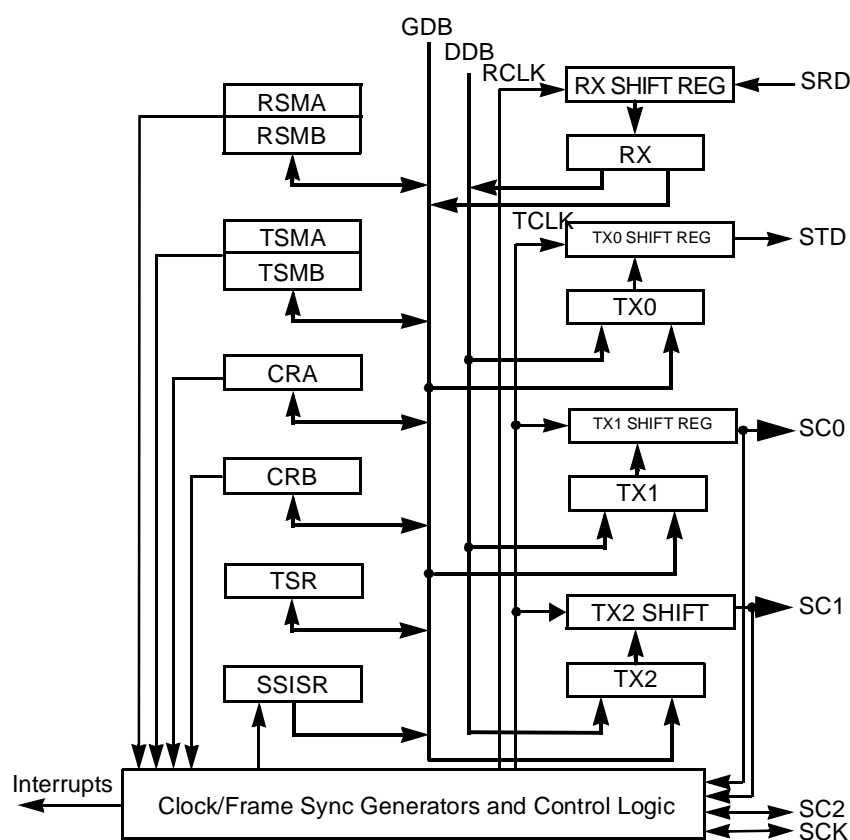 GDB
DDB
RCLK
RX SHIFT REG
SRD
RSMA
RSMB
RX
TSMA
TSMB
TCLK
TX0 SHIFT REG
STD
TX0
CRA
TX1 SHIFT REG
SC0
CRB
TX1
TSR
TX2 SHIFT
SC1
SSISR
TX2
Interrupts
Clock/Frame Sync Generators and Control Logic
SC2
SCK